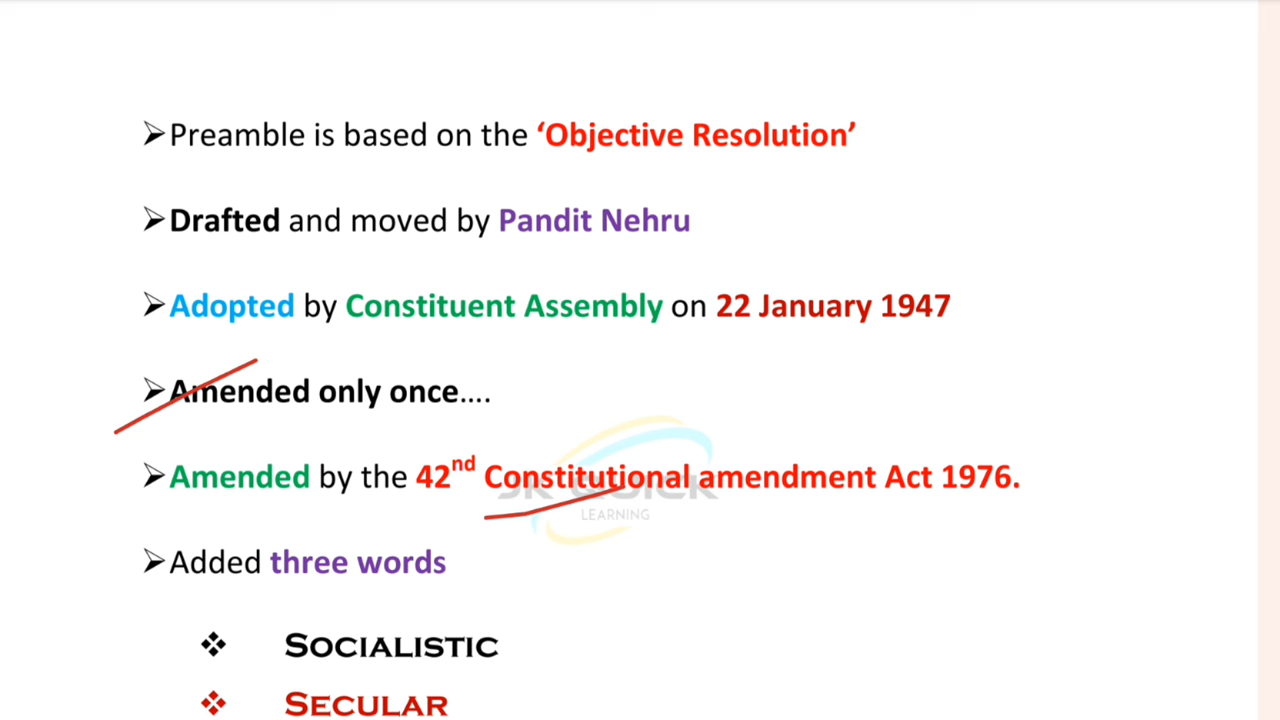 Preamble is based on the ‘Objective Resolution’
Drafted and moved by Pandit Nehru
Adopted by Constituent Assembly on 22 January 1947
Amended only once....
Amended by the 42nd Constitutional amendment Act 1976.
LEARNING
Added three words
SOCIALISTIC
SECULAR